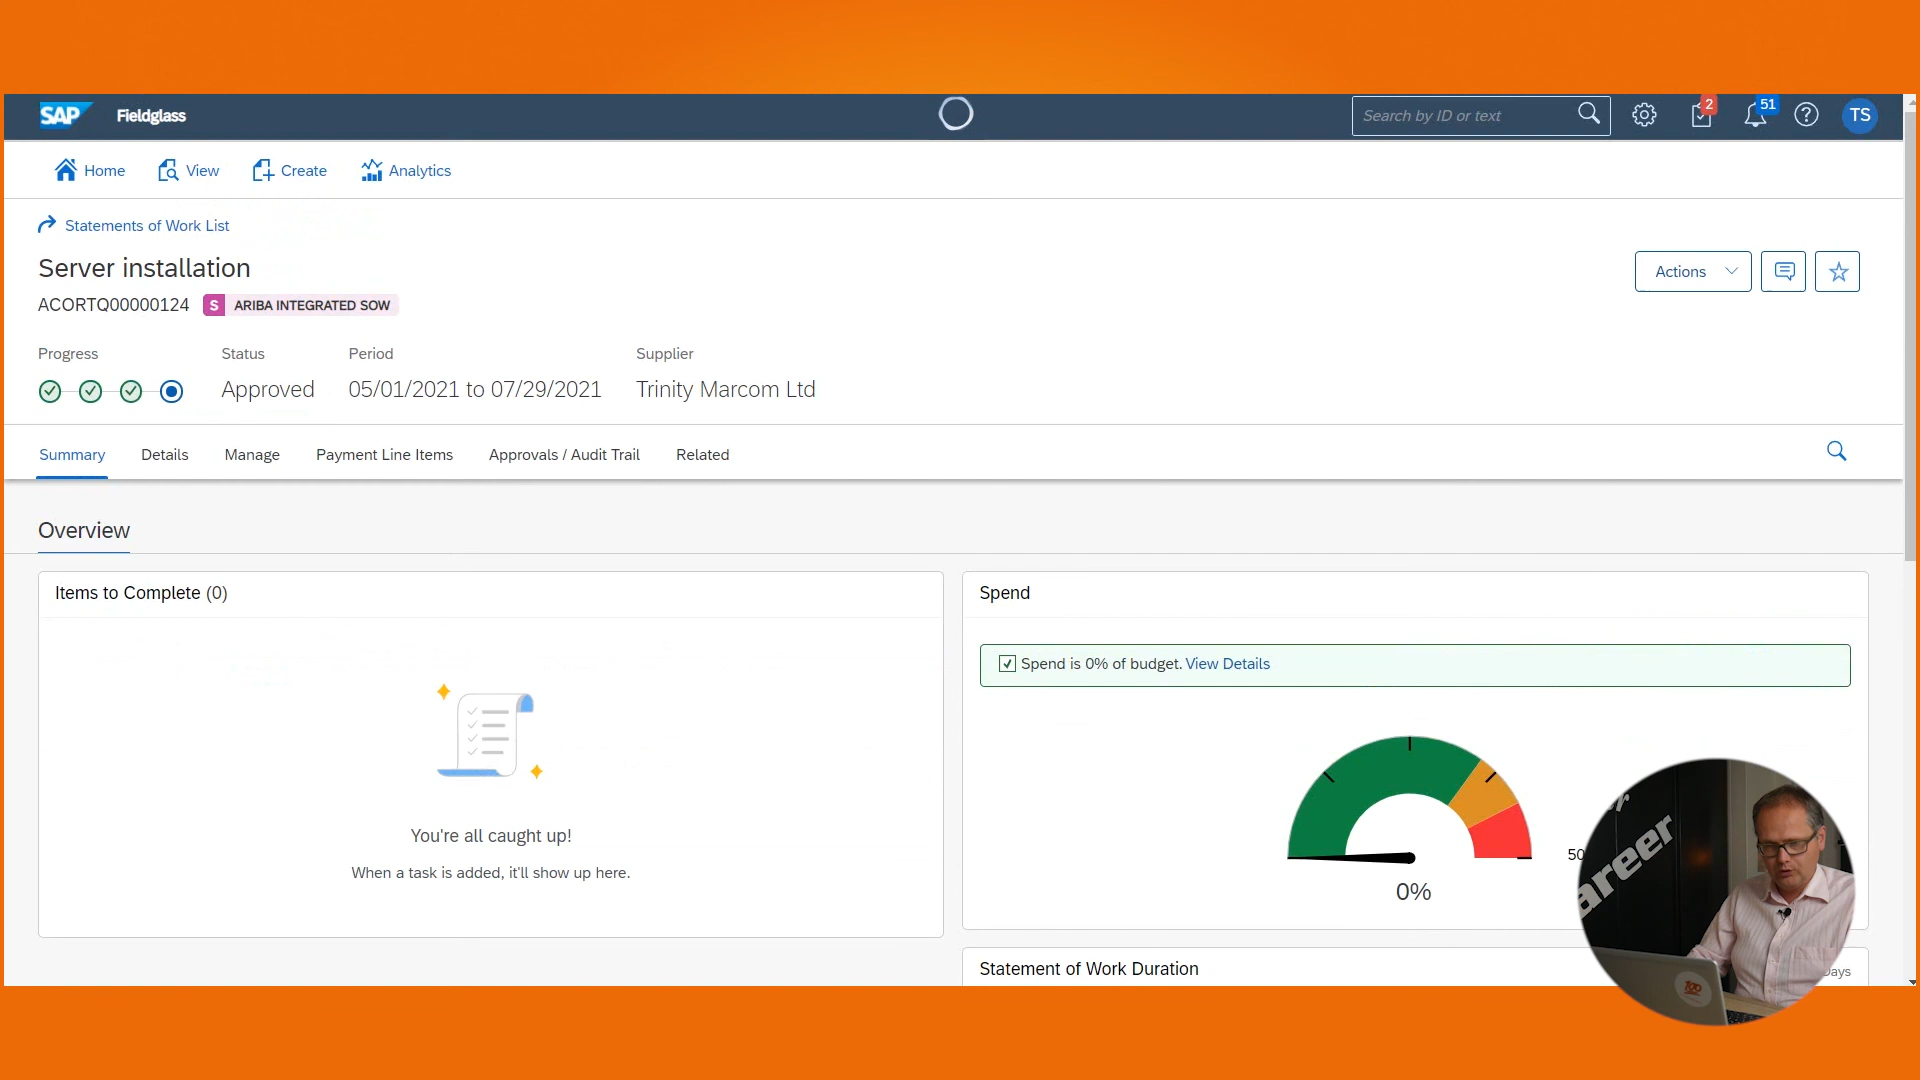 SAP Fieldglass
Search by ID or text
2
51
TS
Home
View
Create
Analytics
Statements of Work List
Server installation
Actions
ACORTQ00000124
S ARIBA INTEGRATED SOW
Progress
Status
Period
Supplier
Approved
05/01/2021 to 07/29/2021
Trinity Marcom Ltd
Summary
Details
Manage
Payment Line Items
Approvals / Audit Trail
Related
Overview
Items to Complete (0)
You're all caught up!
When a task is added, it'll show up here.
Spend
Spend is 0% of budget. View Details
50
0%
Statement of Work Duration
Days
areer
100